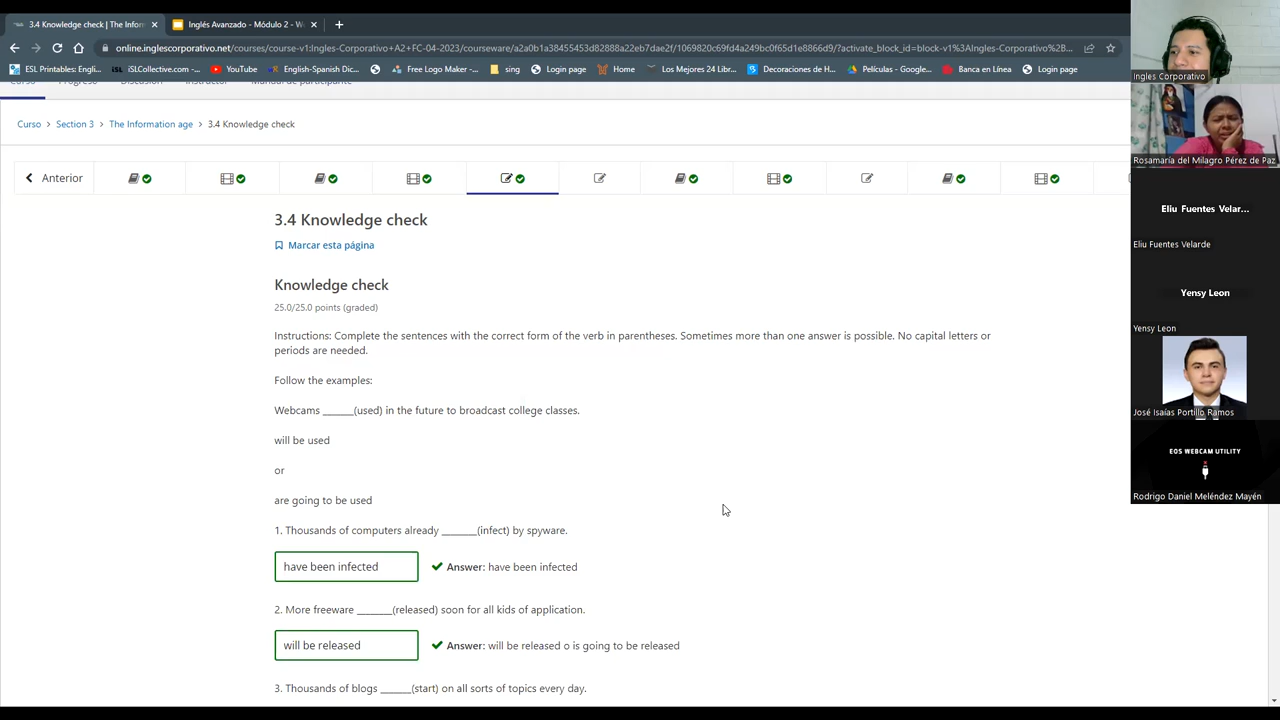 3.4 Knowledge check | The Infor
Inglés Avanzado - Módulo 2 - W
online.inglescorporativo.net/courses/course-v1:Ingles-Corporativo+A2+FC-04-2023/courseware/a2a0b1a38455453d82888a22eb7dae2f/1069820c69fd4a249bc0f65d1e8866d9/?activate_block_id=block-v1%3AIngles-Corporativo%2B...
ESL Printables: Engli...
iSLCollective.com -...
YouTube
English-Spanish Dic...
Free Logo Maker -...
sing
Login page
Home
Los Mejores 24 Libr...
Decoraciones de H...
Películas - Google...
Banca en Línea
Login page
Curso > Section 3 > The Information age > 3.4 Knowledge check
Anterior
3.4 Knowledge check
Marcar esta página
Knowledge check
25.0/25.0 points (graded)
Instructions: Complete the sentences with the correct form of the verb in parentheses. Sometimes more than one answer is possible. No capital letters or
periods are needed.
Follow the examples:
Webcams ______(used) in the future to broadcast college classes.
will be used
or
are going to be used
1. Thousands of computers already _______(infect) by spyware.
have been infected
Answer: have been infected
2. More freeware _______(released) soon for all kids of application.
will be released
Answer: will be released o is going to be released
3. Thousands of blogs ______(start) on all sorts of topics every day.
Ingles Corporativo
Rosamaría del Milagro Pérez de Paz
Eliu Fuentes Velar...
Eliu Fuentes Velarde
Yensy Leon
Yensy Leon
José Isaías Portillo Ramos
EOS WEBCAM UTILITY
Rodrigo Daniel Meléndez Mayén